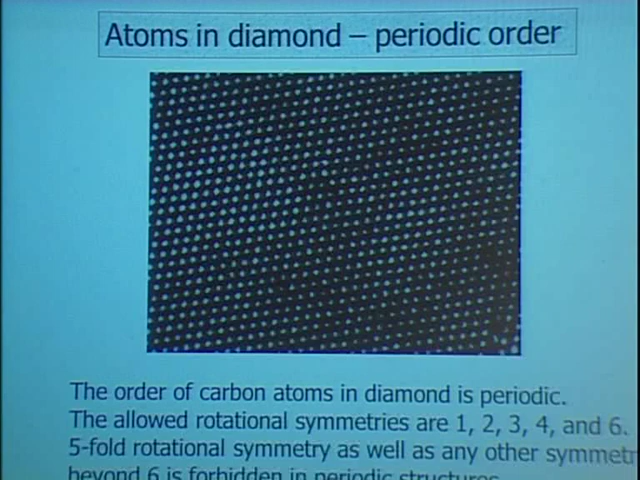 Atoms in diamond – periodic order
The order of carbon atoms in diamond is periodic.
The allowed rotational symmetries are 1, 2, 3, 4, and 6.
5-fold rotational symmetry as well as any other symmetr
beyond 6 is forbidden in periodic structures